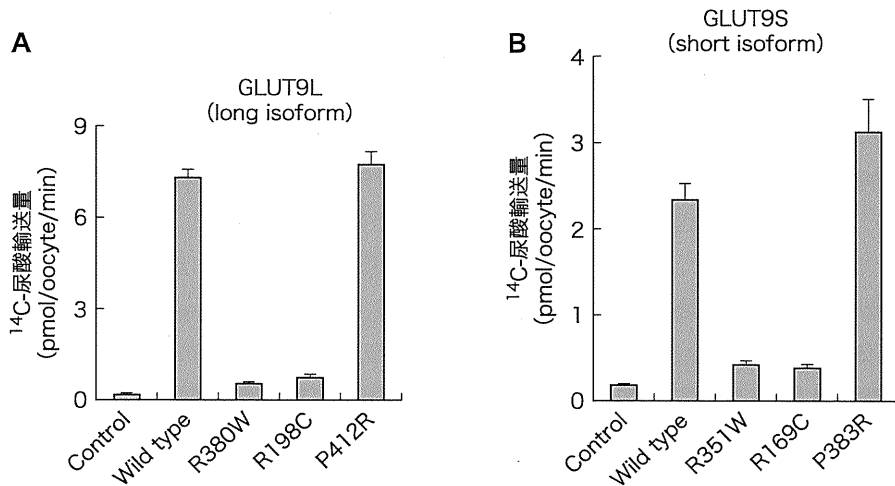 A
GLUT9L
(long isoform)
¹⁴C-尿酸輸送量
(pmol/oocyte/min)
9
6
3
0
Control
Wild type
R380W
R198C
P412R
B
GLUT9S
(short isoform)
¹⁴C-尿酸輸送量
(pmol/oocyte/min)
4
3
2
1
0
Control
Wild type
R351W
R169C
P383R